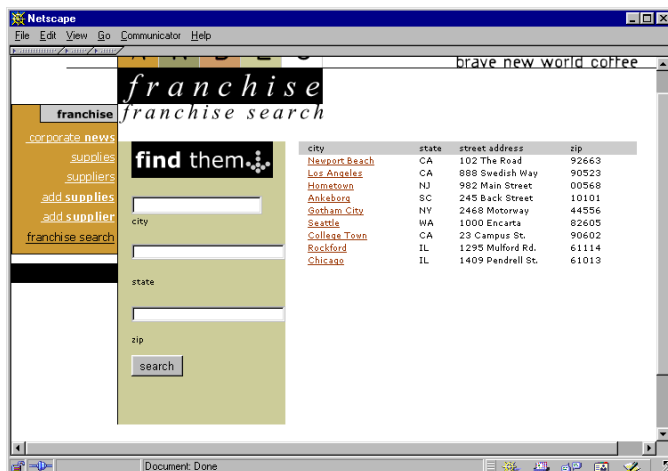 Netscape
File Edit View Go Communicator Help
brave new world coffee
franchise
franchise search
franchise
corporate news
supplies
suppliers
add supplies
add supplier
franchise search
find them
city
state
zip
search
city state street address zip
Newport Beach CA 102 The Road 92663
Los Angeles CA 888 Swedish Way 90523
Hometown NJ 982 Main Street 00568
Ankeborg SC 245 Back Street 10101
Gotham City NY 2468 Motorway 44556
Seattle WA 1000 Encarta 82605
College Town CA 23 Campus St. 90602
Rockford IL 1295 Mulford Rd. 61114
Chicago IL 1409 Pendrell St. 61013
Document: Done